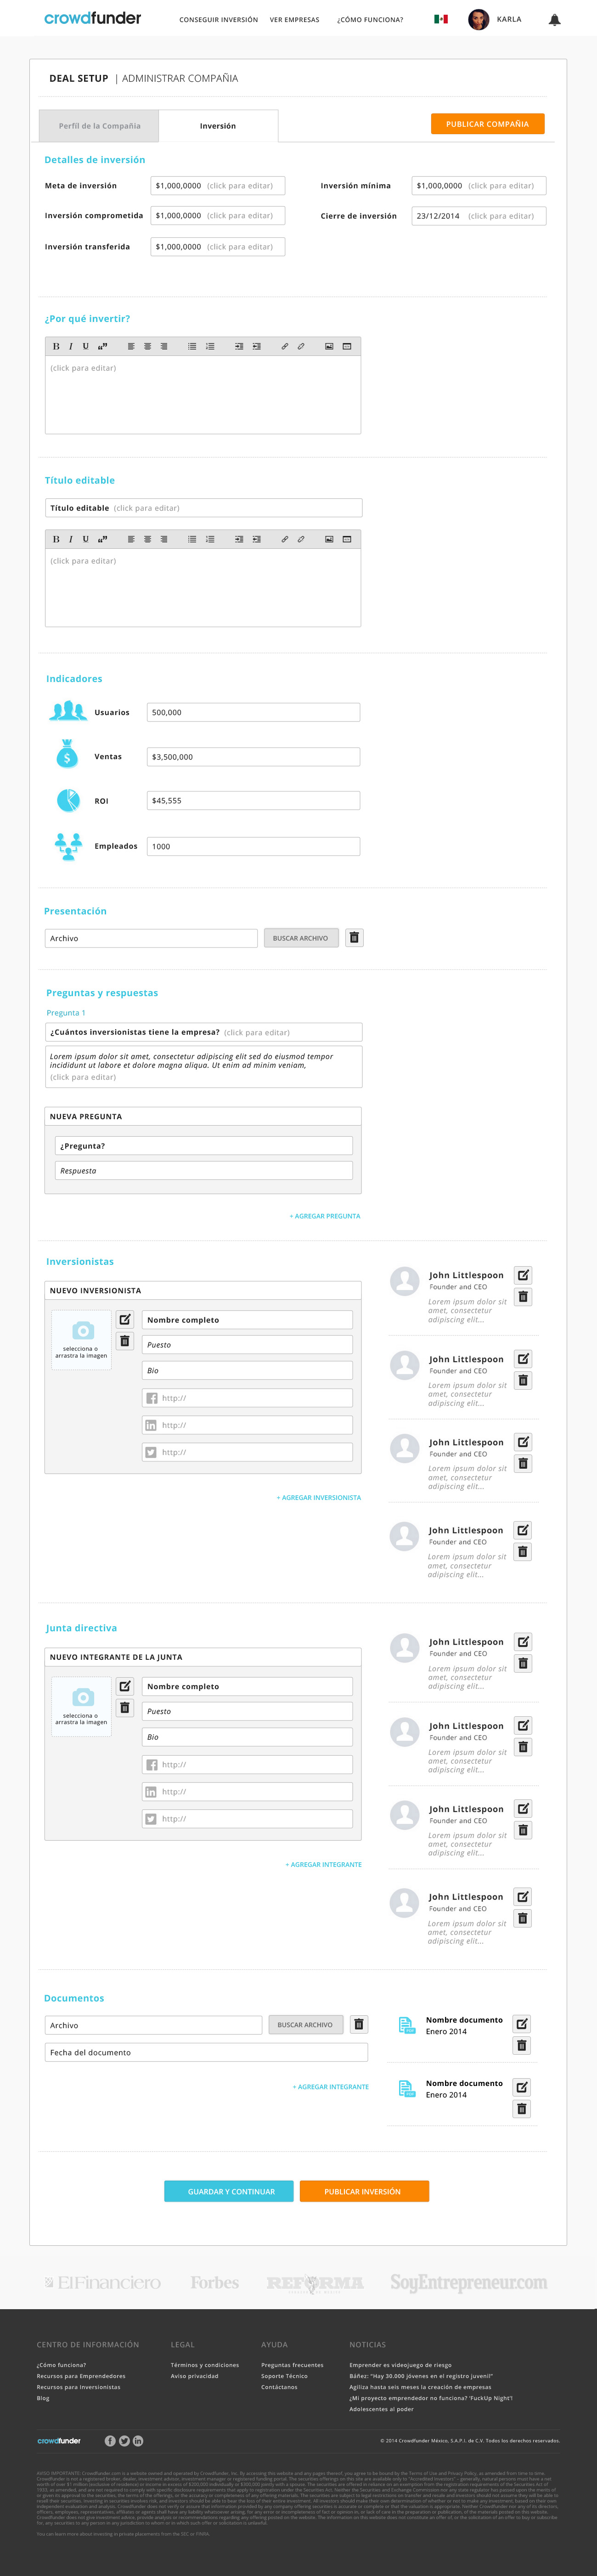 crowdfunder
CONSEGUIR INVERSIÓN VER EMPRESAS ¿CÓMO FUNCIONA? KARLA
DEAL SETUP | ADMINISTRAR COMPAÑIA
Perfil de la Compañia Inversión PUBLICAR COMPAÑIA
Detalles de inversión
Meta de inversión $1,000,0000 (click para editar) Inversión mínima $1,000,0000 (click para editar)
Inversión comprometida $1,000,0000 (click para editar) Cierre de inversión 23/12/2014 (click para editar)
Inversión transferida $1,000,0000 (click para editar)
¿Por qué invertir?
B I U “”
(click para editar)
Título editable
Título editable (click para editar)
B I U “”
(click para editar)
Indicadores
Usuarios 500,000
$ Ventas $3,500,000
ROI $45,555
Empleados 1000
Presentación
Archivo BUSCAR ARCHIVO
Preguntas y respuestas
Pregunta 1
¿Cuántos inversionistas tiene la empresa? (click para editar)
Lorem ipsum dolor sit amet, consectetur adipiscing elit sed do eiusmod tempor
incididunt ut labore et dolore magna aliqua. Ut enim ad minim veniam,
(click para editar)
NUEVA PREGUNTA
¿Pregunta?
Respuesta
+ AGREGAR PREGUNTA
Inversionistas
NUEVO INVERSIONISTA
selecciona o
arrastra la imagen
Nombre completo
Puesto
Bio
http://
http://
http://
+ AGREGAR INVERSIONISTA
John Littlespoon
Founder and CEO
Lorem ipsum dolor sit
amet, consectetur
adipiscing elit...
John Littlespoon
Founder and CEO
Lorem ipsum dolor sit
amet, consectetur
adipiscing elit...
John Littlespoon
Founder and CEO
Lorem ipsum dolor sit
amet, consectetur
adipiscing elit...
John Littlespoon
Founder and CEO
Lorem ipsum dolor sit
amet, consectetur
adipiscing elit...
Junta directiva
NUEVO INTEGRANTE DE LA JUNTA
selecciona o
arrastra la imagen
Nombre completo
Puesto
Bio
http://
http://
http://
+ AGREGAR INTEGRANTE
John Littlespoon
Founder and CEO
Lorem ipsum dolor sit
amet, consectetur
adipiscing elit...
John Littlespoon
Founder and CEO
Lorem ipsum dolor sit
amet, consectetur
adipiscing elit...
John Littlespoon
Founder and CEO
Lorem ipsum dolor sit
amet, consectetur
adipiscing elit...
John Littlespoon
Founder and CEO
Lorem ipsum dolor sit
amet, consectetur
adipiscing elit...
Documentos
Archivo BUSCAR ARCHIVO
Fecha del documento
+ AGREGAR INTEGRANTE
Nombre documento
Enero 2014
Nombre documento
Enero 2014
GUARDAR Y CONTINUAR PUBLICAR INVERSIÓN
El Financiero Forbes REFORMA SoyEntrepreneur.com
CENTRO DE INFORMACIÓN LEGAL AYUDA NOTICIAS
¿Cómo funciona? Términos y condiciones Preguntas frecuentes Emprender es videojuego de riesgo
Recursos para Emprendedores Aviso privacidad Soporte Técnico Báñez: “Hay 30.000 jóvenes en el registro juvenil”
Recursos para Inversionistas Contáctanos Agiliza hasta seis meses la creación de empresas
Blog ¿Mi proyecto emprendedor no funciona? ‘FuckUp Night’!
Adolescentes al poder
crowdfunder © 2014 Crowdfunder México, S.A.P.I. de C.V. Todos los derechos reservados.
You can learn more about investing in private placements from the SEC or FINRA.